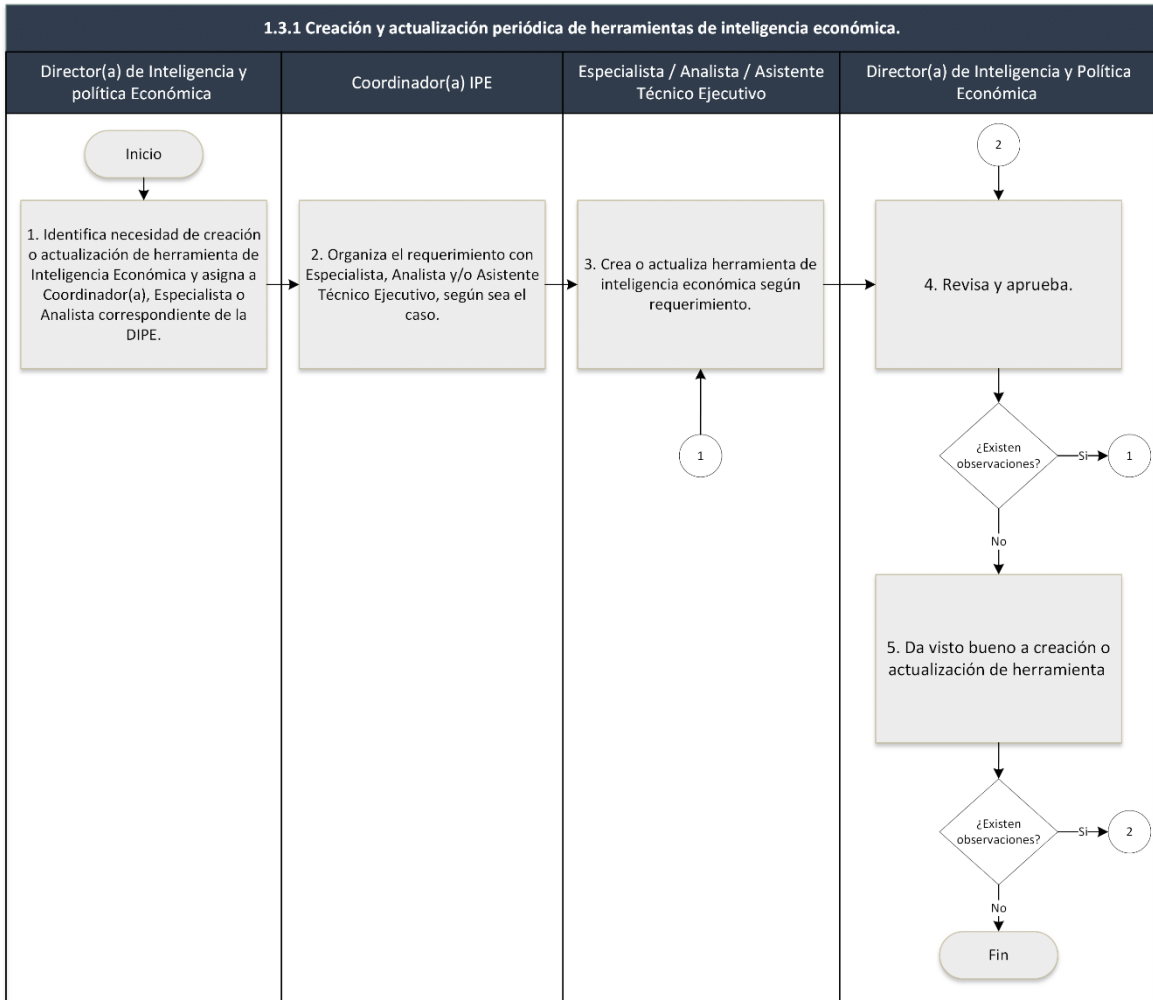 1.3.1 Creación y actualización periódica de herramientas de inteligencia económica.
Director(a) de Inteligencia y
política Económica
Coordinador(a) IPE
Especialista / Analista / Asistente
Técnico Ejecutivo
Director(a) de Inteligencia y Política
Económica
Inicio
2
1. Identifica necesidad de creación
o actualización de herramienta de
Inteligencia Económica y asigna a
Coordinador(a), Especialista o
Analista correspondiente de la
DIPE.
2. Organiza el requerimiento con
Especialista, Analista y/o Asistente
Técnico Ejecutivo, según sea el
caso.
3. Crea o actualiza herramienta de
inteligencia económica según
requerimiento.
4. Revisa y aprueba.
1
¿Existen
observaciones?
Si
1
No
5. Da visto bueno a creación o
actualización de herramienta
¿Existen
observaciones?
Si
2
No
Fin